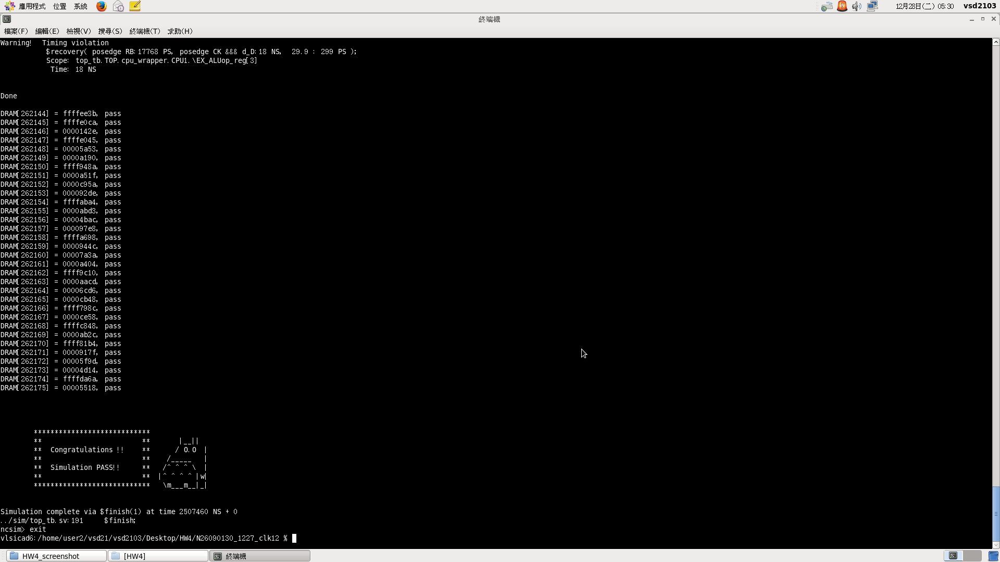 應用程式 位置 系統 12月28日(二) 05:30 vsd2103
終端機
檔案(F) 編輯(E) 檢視(V) 搜尋(S) 終端機(T) 求助(H)
Warning!  Timing violation
           $recovery( posedge RB:17768 PS, posedge CK &&& d_D:18 NS,  29.9 : 299 PS );
           Scope: top_tb.TOP.cpu_wrapper.CPU1.\EX_ALUop_reg[3]
            Time: 18 NS
Done
DRAM[262144] = ffffee3b, pass
DRAM[262145] = ffffe0ca, pass
DRAM[262146] = 0000142e, pass
DRAM[262147] = ffffe045, pass
DRAM[262148] = 00005a53, pass
DRAM[262149] = 0000a190, pass
DRAM[262150] = ffff948a, pass
DRAM[262151] = 0000a51f, pass
DRAM[262152] = 0000c95a, pass
DRAM[262153] = 000092de, pass
DRAM[262154] = ffffaba4, pass
DRAM[262155] = 0000abd3, pass
DRAM[262156] = 00004bac, pass
DRAM[262157] = 000097e8, pass
DRAM[262158] = ffffa698, pass
DRAM[262159] = 0000944c, pass
DRAM[262160] = 00007a3a, pass
DRAM[262161] = 0000a404, pass
DRAM[262162] = ffff9c10, pass
DRAM[262163] = 0000aacd, pass
DRAM[262164] = 00006cd6, pass
DRAM[262165] = 0000cb48, pass
DRAM[262166] = ffff798c, pass
DRAM[262167] = 0000ce58, pass
DRAM[262168] = ffffc848, pass
DRAM[262169] = 0000ab2c, pass
DRAM[262170] = ffff81b4, pass
DRAM[262171] = 0000917f, pass
DRAM[262172] = 00005f9d, pass
DRAM[262173] = 00004d14, pass
DRAM[262174] = ffffda6a, pass
DRAM[262175] = 00005518, pass
        ****************************
        **                        **       |__||
        **  Congratulations !!    **      / O.O  |
        **                        **    /_____   |
        **  Simulation PASS!!     **   /^ ^ ^ \  |
        **                        **  |^ ^ ^ ^ |w|
        ****************************   \m___m__|_|
Simulation complete via $finish(1) at time 2507460 NS + 0
../sim/top_tb.sv:191     $finish;
ncsim> exit
vlsicad6:/home/user2/vsd21/vsd2103/Desktop/HW4/N26090130_1227_clk12 %
HW4_screenshot [HW4] 終端機